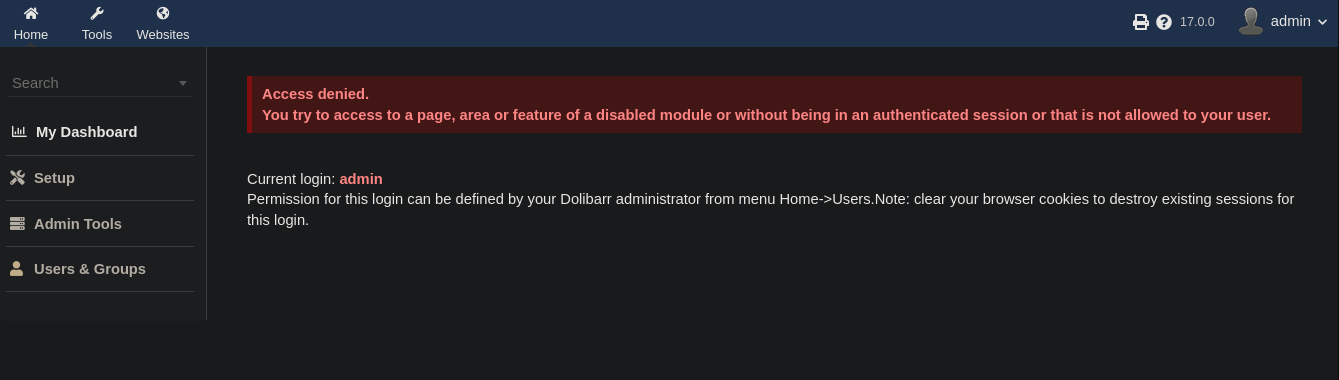 Home
Tools
Websites
17.0.0
admin
Search
My Dashboard
Setup
Admin Tools
Users & Groups
Access denied.
You try to access to a page, area or feature of a disabled module or without being in an authenticated session or that is not allowed to your user.
Current login: admin
Permission for this login can be defined by your Dolibarr administrator from menu Home->Users.Note: clear your browser cookies to destroy existing sessions for
this login.